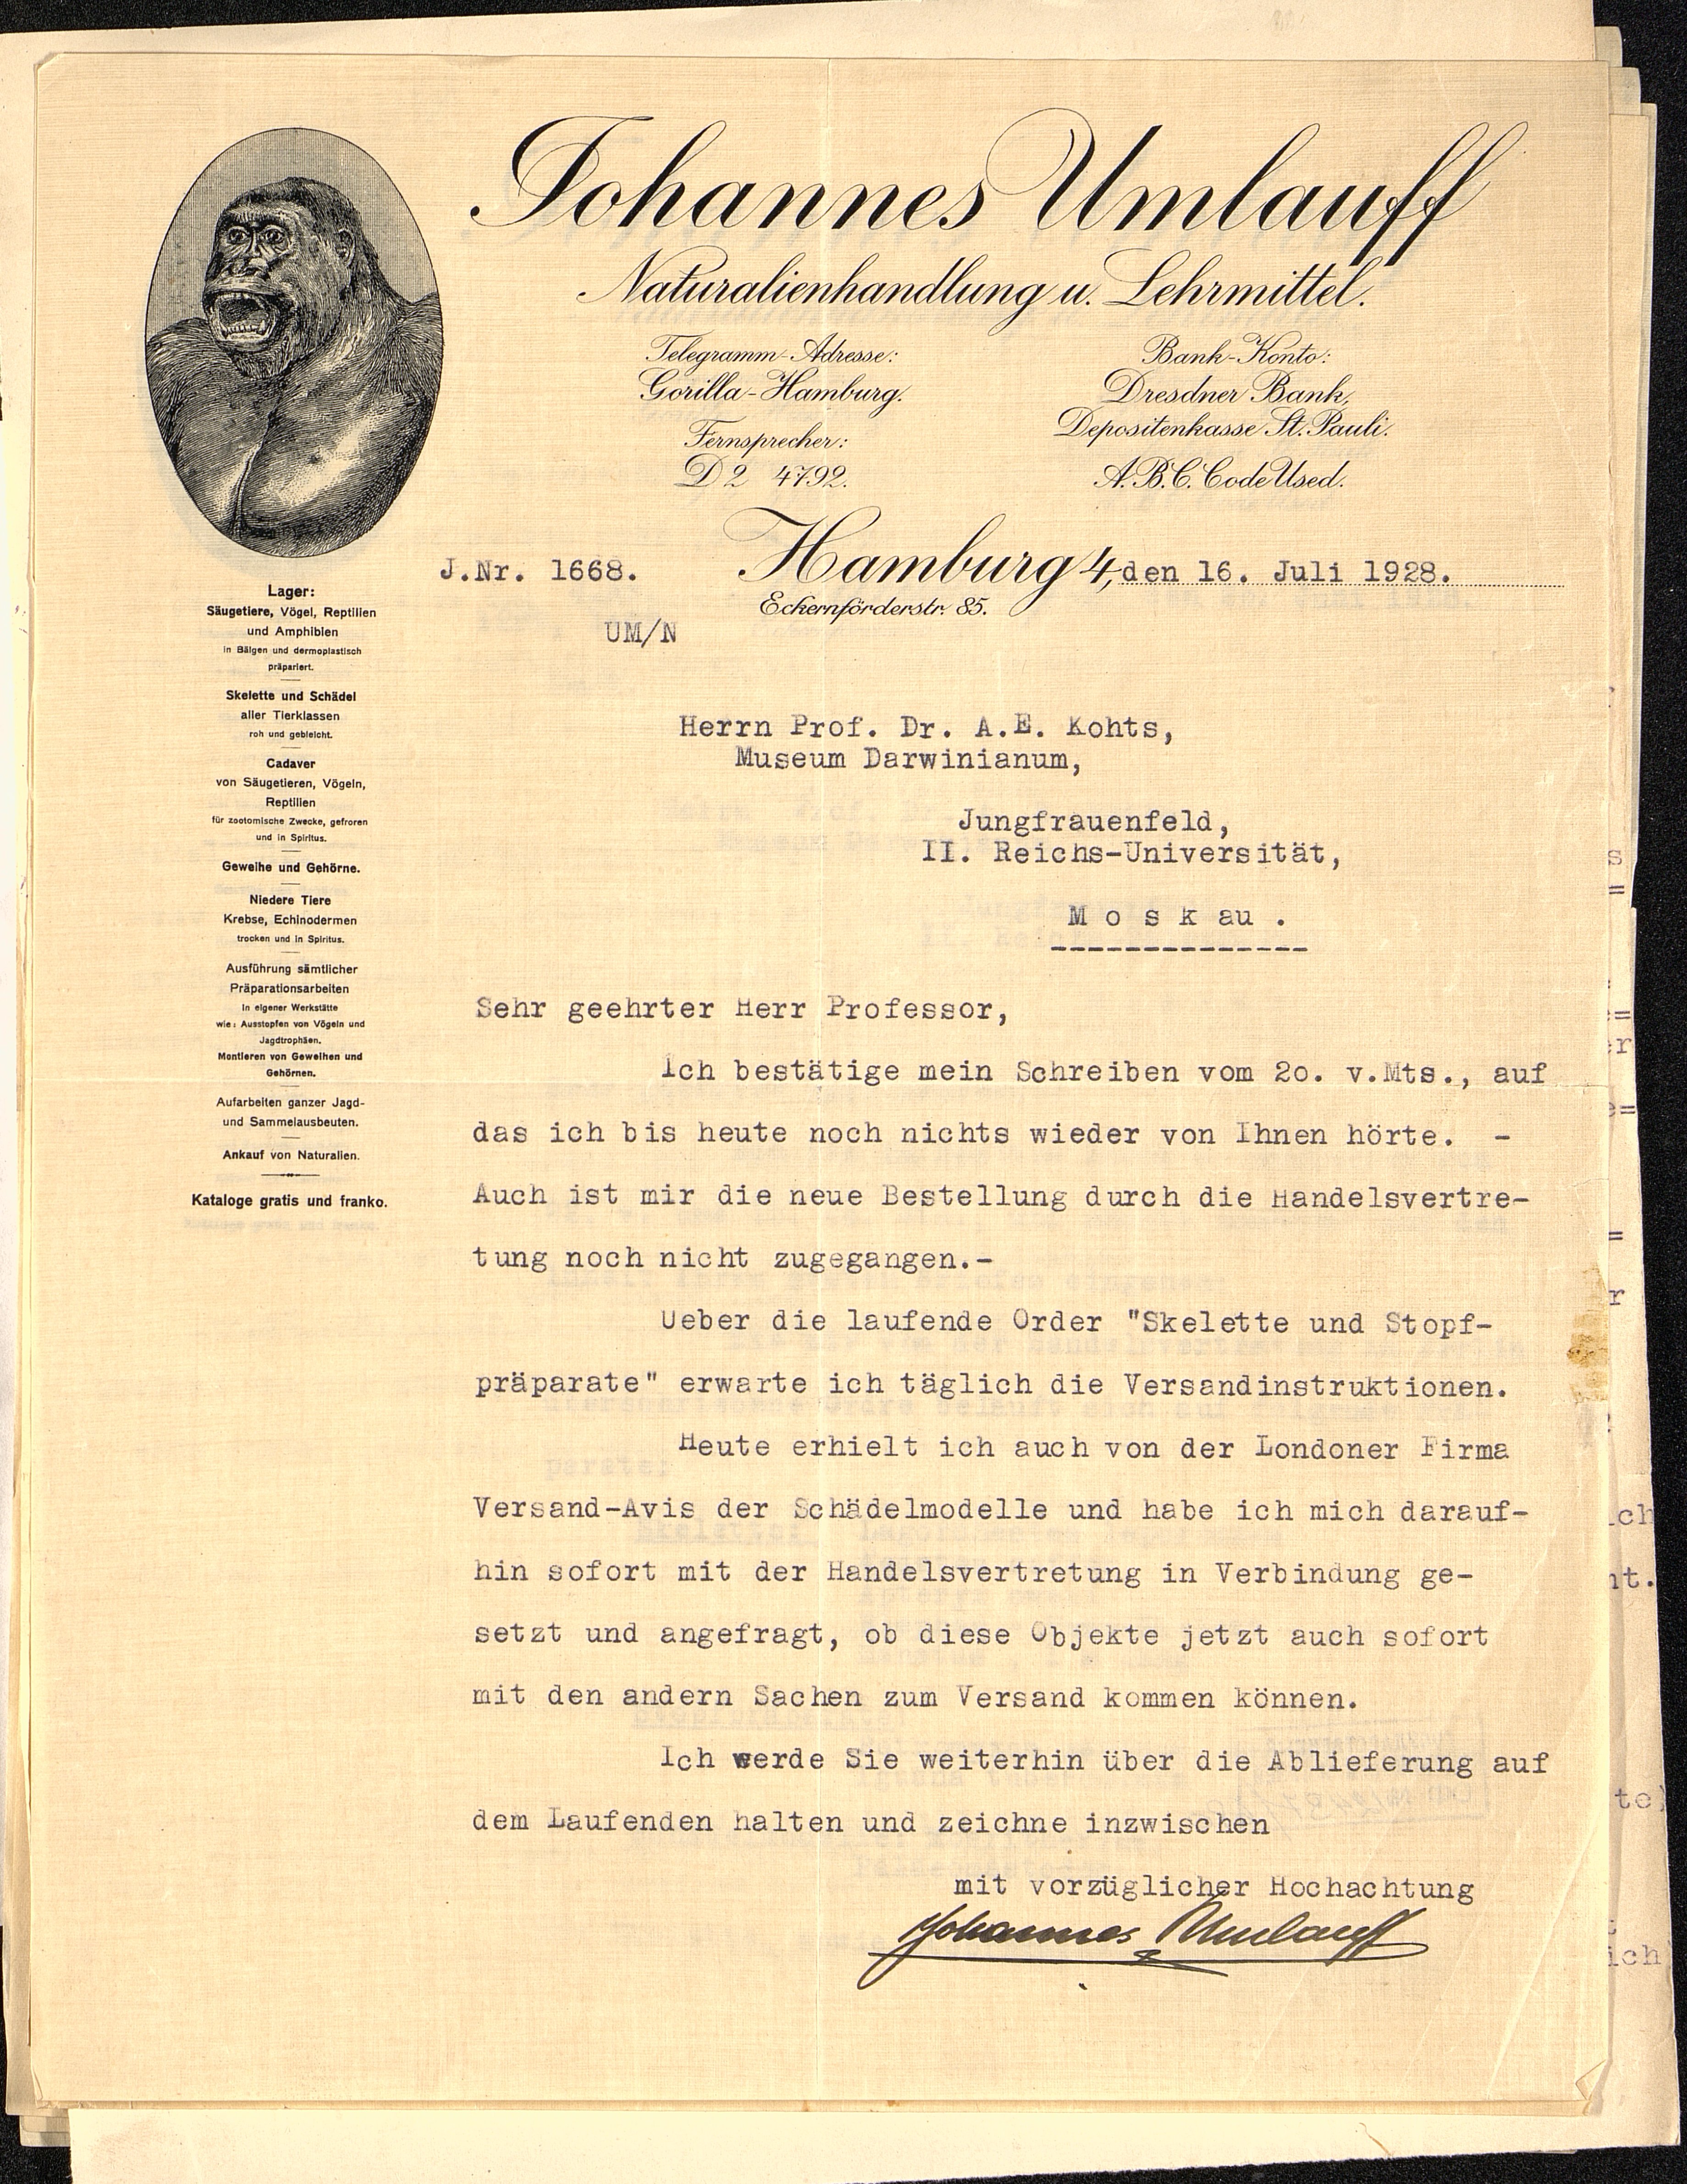 Johannes Umlauff
Naturalienhandlung u. Lehrmittel.
Telegramm-Adresse:
Gorilla-Hamburg.
Fernsprecher:
D2 4792.
Bank-Konto:
Dresdner Bank,
Depositenkasse St. Pauli.
A.B.C. Code Used.
J.Nr. 1668.
Hamburg 4, den 16. Juli 1928.
Eckernförderstr. 85.
UM/N
Lager:
Säugetiere, Vögel, Reptilien
und Amphibien
in Bälgen und dermoplastisch
präpariert.
Skelette und Schädel
aller Tierklassen
roh und gebleicht.
Cadaver
von Säugetieren, Vögeln,
Reptilien
für zootomische Zwecke, gefroren
und in Spiritus.
Geweihe und Gehörne.
Niedere Tiere
Krebse, Echinodermen
trocken und in Spiritus.
Ausführung sämtlicher
Präparationsarbeiten
in eigener Werkstätte
wie: Ausstopfen von Vögeln und
Jagdtrophäen.
Montieren von Geweihen und
Gehörnen.
Aufarbeiten ganzer Jagd-
und Sammelausbeuten.
Ankauf von Naturalien.
Kataloge gratis und franko.
Herrn Prof. Dr. A.E. Kohts,
Museum Darwinianum,
Jungfrauenfeld,
II. Reichs-Universität,
M o s k au .
Sehr geehrter Herr Professor,
Ich bestätige mein Schreiben vom 2o. v.Mts., auf
das ich bis heute noch nichts wieder von Ihnen hörte. -
Auch ist mir die neue Bestellung durch die Handelsvertre-
tung noch nicht zugegangen.-
Ueber die laufende Order "Skelette und Stopf-
präparate" erwarte ich täglich die Versandinstruktionen.
Heute erhielt ich auch von der Londoner Firma
Versand-Avis der Schädelmodelle und habe ich mich darauf-
hin sofort mit der Handelsvertretung in Verbindung ge-
setzt und angefragt, ob diese Objekte jetzt auch sofort
mit den andern Sachen zum Versand kommen können.
Ich werde Sie weiterhin über die Ablieferung auf
dem Laufenden halten und zeichne inzwischen
mit vorzüglicher Hochachtung
Johannes Umlauff